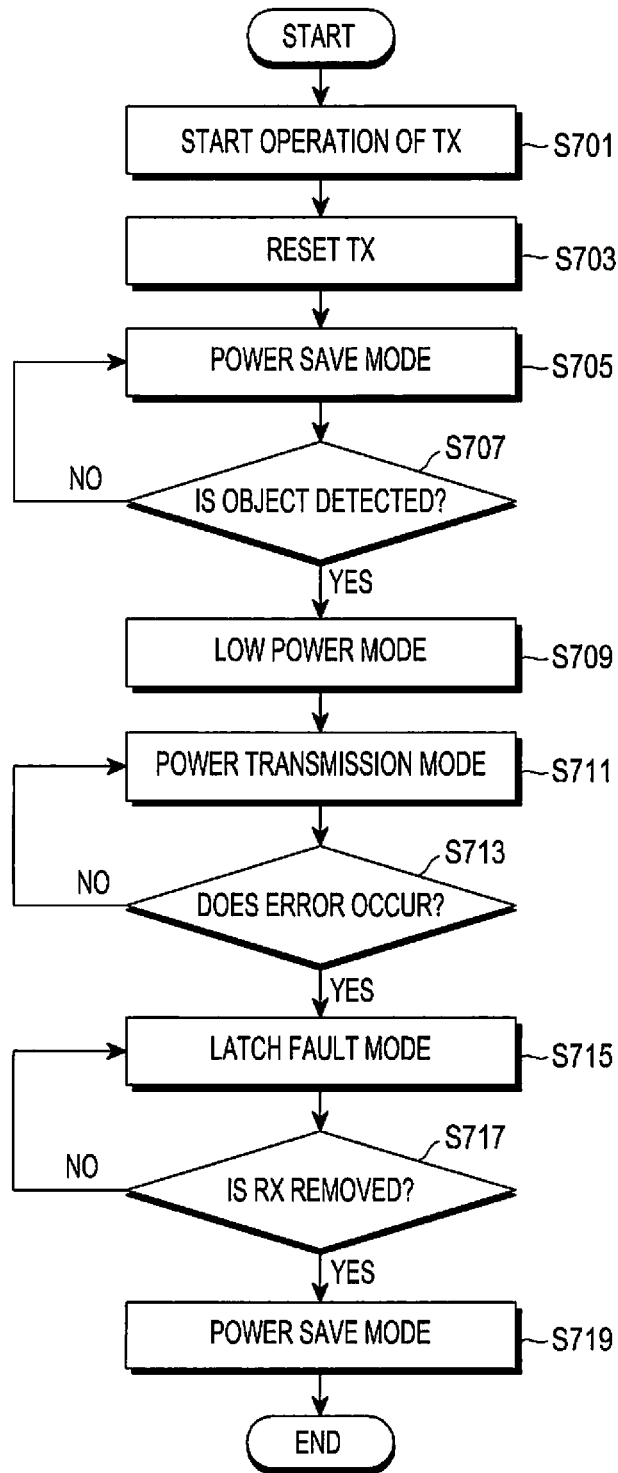 START
START OPERATION OF TX
S701
RESET TX
S703
POWER SAVE MODE
S705
S707
NO
IS OBJECT DETECTED?
YES
LOW POWER MODE
S709
POWER TRANSMISSION MODE
S711
S713
NO
DOES ERROR OCCUR?
YES
LATCH FAULT MODE
S715
S717
NO
IS RX REMOVED?
YES
POWER SAVE MODE
S719
END